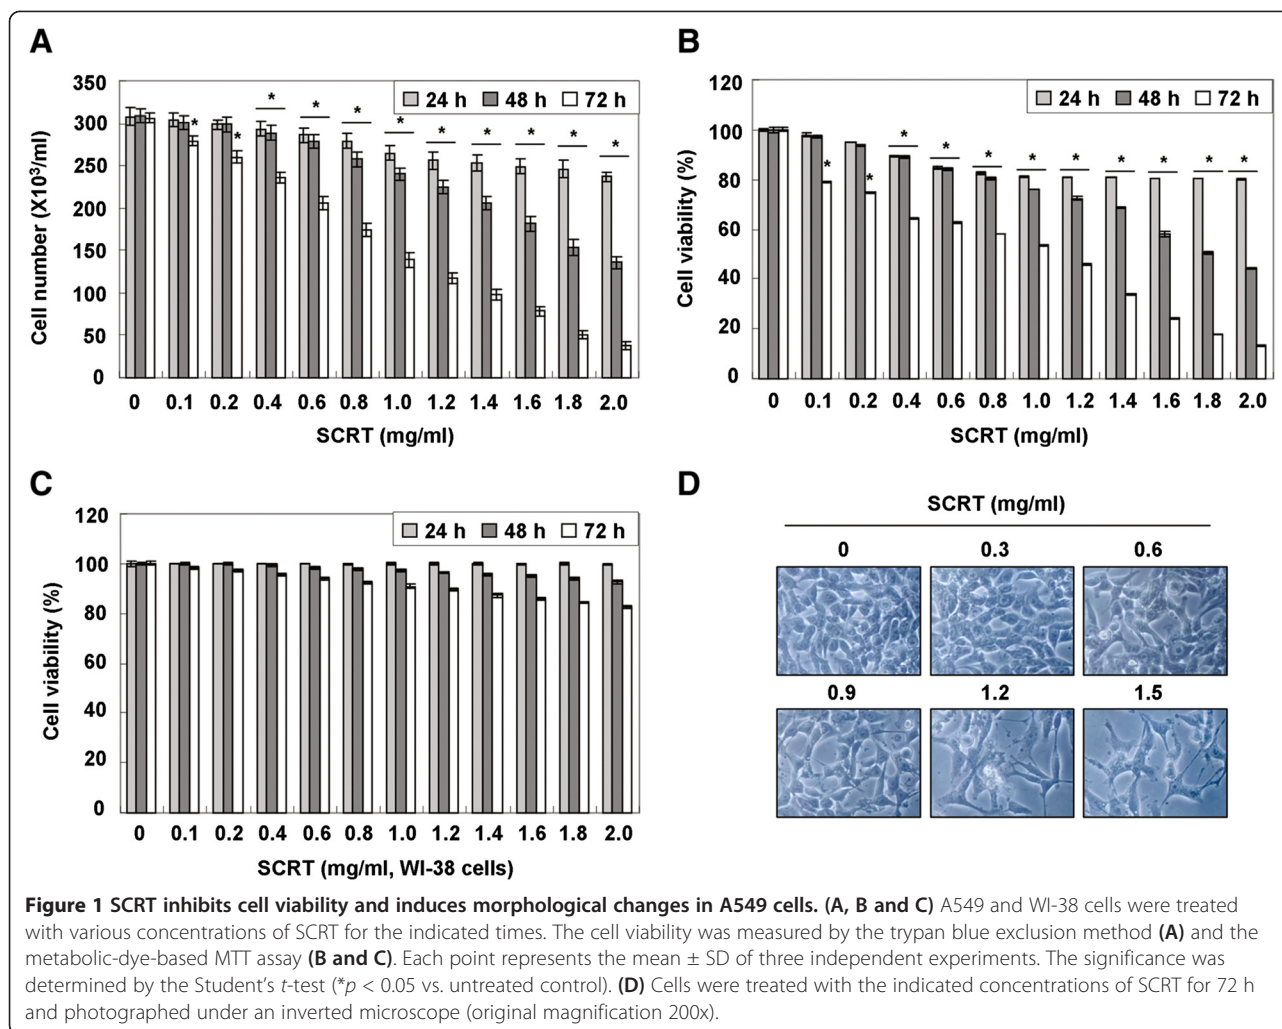 A
350
300
250
200
150
100
50
0
Cell number (X10³/ml)
24 h 48 h 72 h
* * * * * * * * * * *
0 0.1 0.2 0.4 0.6 0.8 1.0 1.2 1.4 1.6 1.8 2.0
SCRT (mg/ml)
B
120
100
80
60
40
20
0
Cell viability (%)
24 h 48 h 72 h
* * * * * * * * * * *
0 0.1 0.2 0.4 0.6 0.8 1.0 1.2 1.4 1.6 1.8 2.0
SCRT (mg/ml)
C
120
100
80
60
40
20
0
Cell viability (%)
24 h 48 h 72 h
0 0.1 0.2 0.4 0.6 0.8 1.0 1.2 1.4 1.6 1.8 2.0
SCRT (mg/ml, WI-38 cells)
D
SCRT (mg/ml)
0 0.3 0.6
0.9 1.2 1.5
Figure 1 SCRT inhibits cell viability and induces morphological changes in A549 cells. (A, B and C) A549 and WI-38 cells were treated
with various concentrations of SCRT for the indicated times. The cell viability was measured by the trypan blue exclusion method (A) and the
metabolic-dye-based MTT assay (B and C). Each point represents the mean ± SD of three independent experiments. The significance was
determined by the Student's t-test (*p < 0.05 vs. untreated control). (D) Cells were treated with the indicated concentrations of SCRT for 72 h
and photographed under an inverted microscope (original magnification 200x).